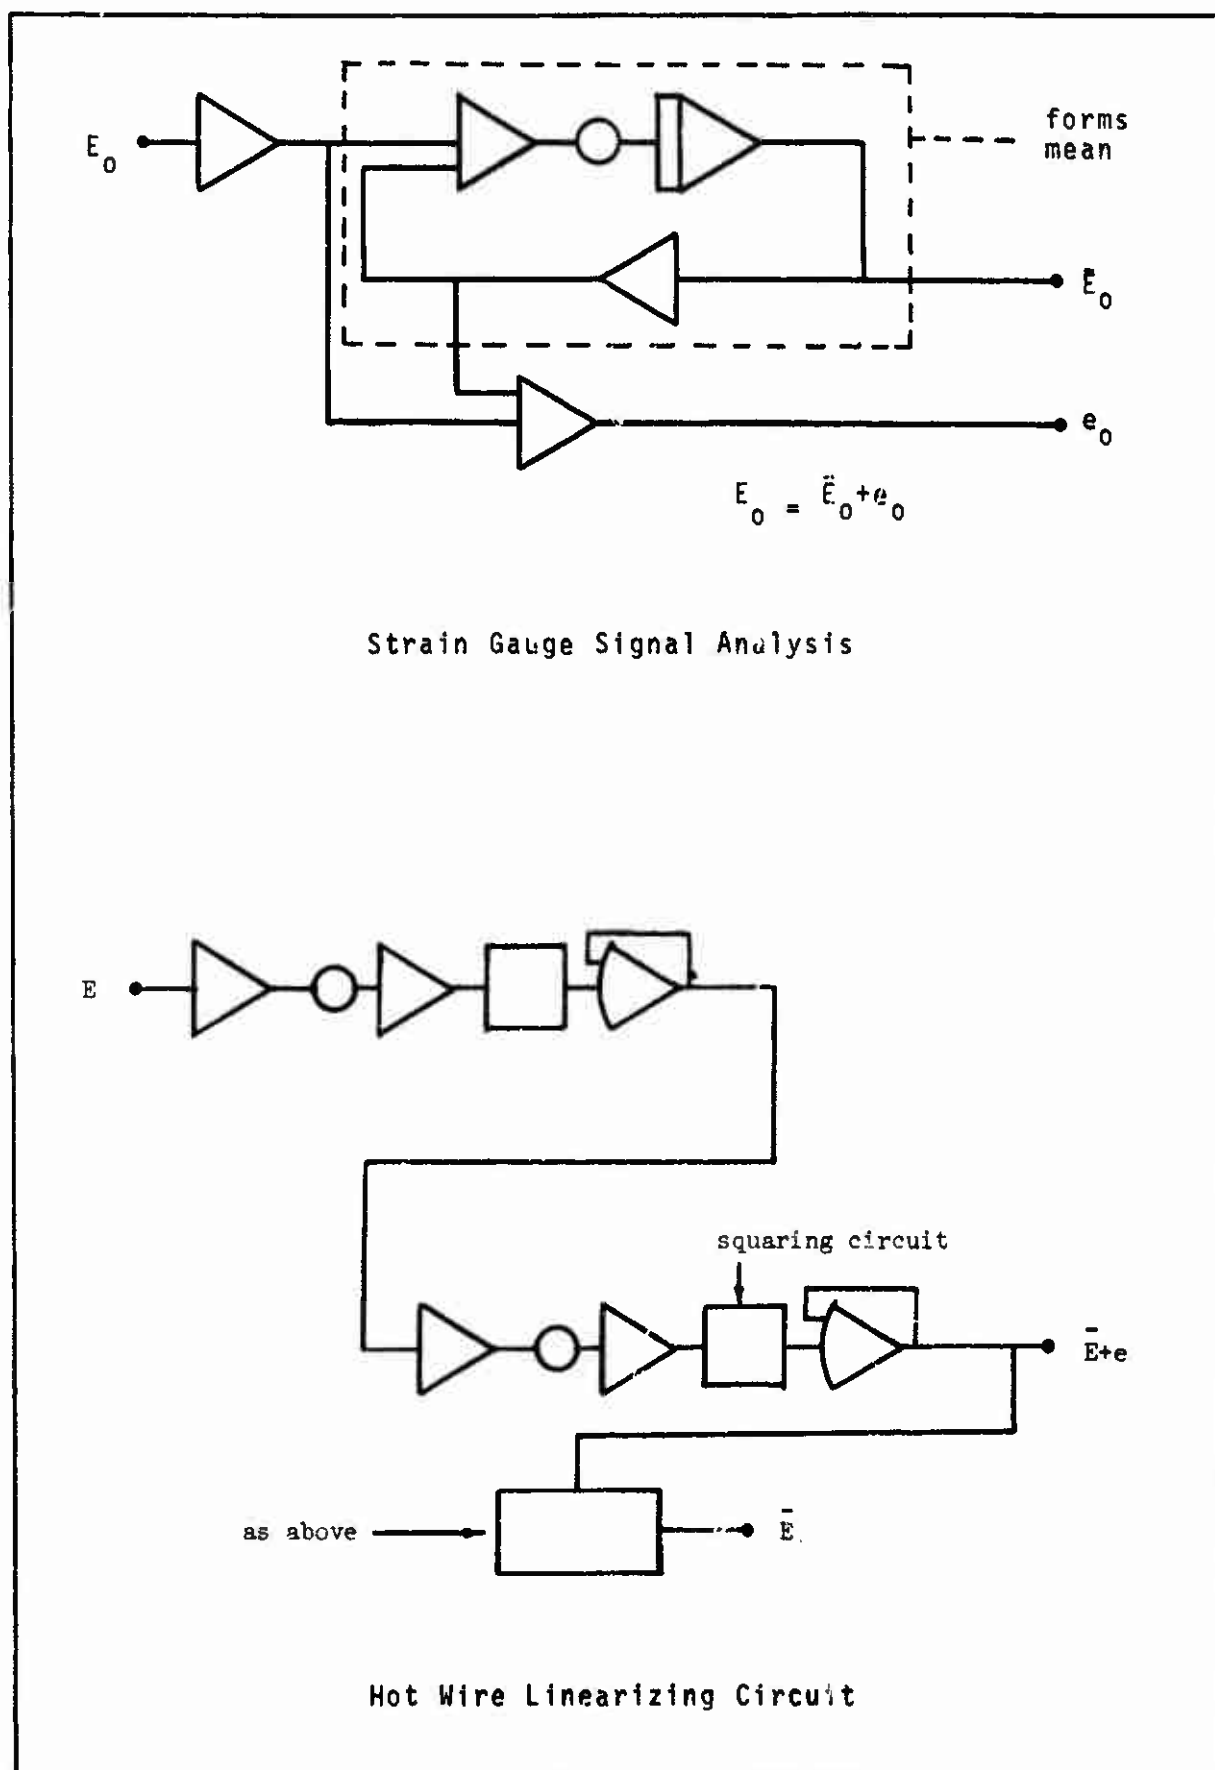 forms
mean
E₀
Ē₀
e₀
E₀ = Ē₀+e₀
Strain Gauge Signal Analysis
E
squaring circuit
Ē+e
as above
Ē
Hot Wire Linearizing Circuit